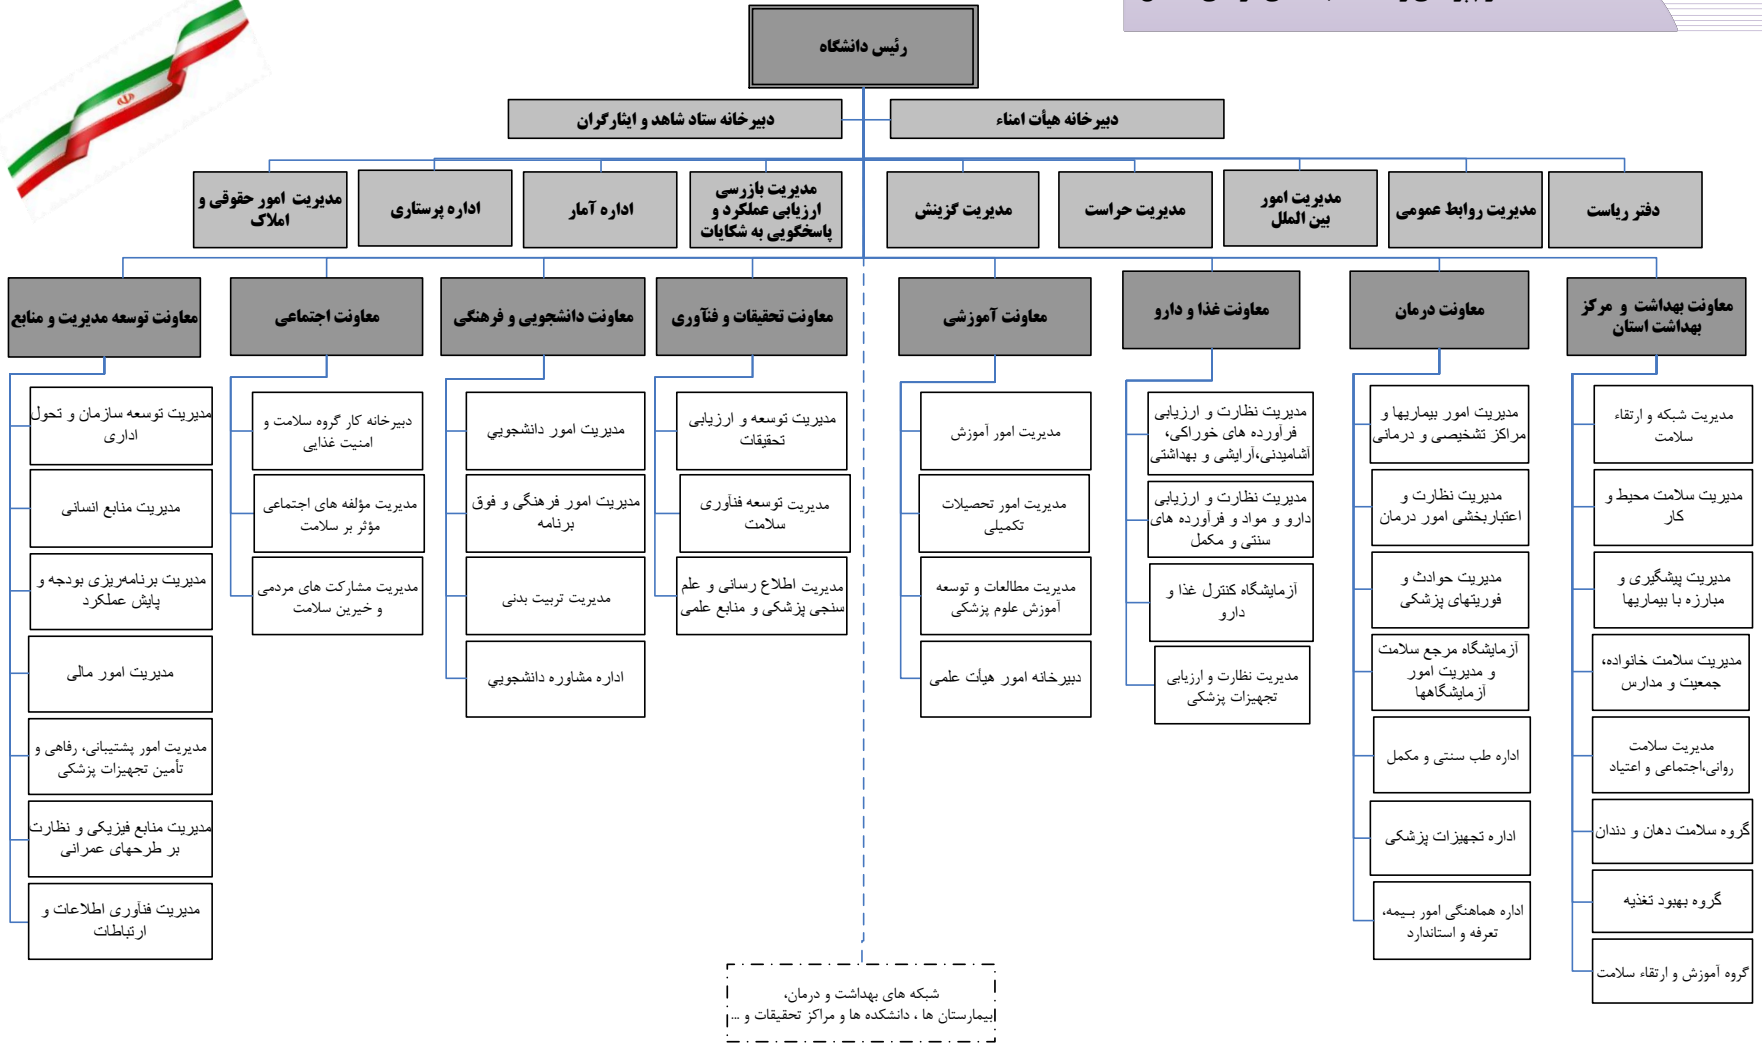 رئیس دانشگاه
دبیرخانه هیأت امناء
دبیرخانه ستاد شاهد و ایثارگران
دفتر ریاست
مدیریت روابط عمومی
مدیریت امور
بین الملل
مدیریت حراست
مدیریت گزینش
مدیریت بازرسی
ارزیابی عملکرد و
پاسخگویی به شکایات
اداره آمار
اداره پرستاری
مدیریت امور حقوقی و
املاک
معاونت بهداشت و مرکز
بهداشت استان
معاونت درمان
معاونت غذا و دارو
معاونت آموزشی
معاونت تحقیقات و فنآوری
معاونت دانشجویی و فرهنگی
معاونت اجتماعی
معاونت توسعه مدیریت و منابع
مدیریت شبکه و ارتقاء
سلامت
مدیریت سلامت محیط و
کار
مدیریت پیشگیری و
مبارزه با بیماریها
مدیریت سلامت خانواده،
جمعیت و مدارس
مدیریت سلامت
روانی،اجتماعی و اعتیاد
گروه سلامت دهان و دندان
گروه بهبود تغذیه
گروه آموزش و ارتقاء سلامت
مدیریت امور بیماریها و
مراکز تشخیصی و درمانی
مدیریت نظارت و
اعتباربخشی امور درمان
مدیریت حوادث و
فوریتهای پزشکی
آزمایشگاه مرجع سلامت
و مدیریت امور
آزمایشگاهها
اداره طب سنتی و مکمل
اداره تجهیزات پزشکی
اداره هماهنگی امور بـیمه،
تعرفه و استاندارد
مدیریت نظارت و ارزیابی
فرآورده های خوراکی،
آشامیدنی،آرایشی و بهداشتی
مدیریت نظارت و ارزیابی
دارو و مواد و فرآورده های
سنتی و مکمل
آزمایشگاه کنترل غذا و
دارو
مدیریت نظارت و ارزیابی
تجهیزات پزشکی
مدیریت امور آموزش
مدیریت امور تحصیلات
تکمیلی
مدیریت مطالعات و توسعه
آموزش علوم پزشکی
دبیرخانه امور هیأت علمی
مدیریت توسعه و ارزیابی
تحقیقات
مدیریت توسعه فنآوری
سلامت
مدیریت اطلاع رسانی و علم
سنجی پزشکی و منابع علمی
مدیریت امور دانشجویي
مدیریت امور فرهنگی و فوق
برنامه
مدیریت تربیت بدنی
اداره مشاوره دانشجویي
دبیرخانه کار گروه سلامت و
امنیت غذایی
مدیریت مؤلفه های اجتماعی
مؤثر بر سلامت
مدیریت مشارکت های مردمی
و خیرین سلامت
مدیریت توسعه سازمان و تحول
اداری
مدیریت منابع انسانی
مدیریت برنامه‌ریزی بودجه و
پایش عملکرد
مدیریت امور مالی
مدیریت امور پشتیبانی، رفاهی و
تأمین تجهیزات پزشکی
مدیریت منابع فیزیکی و نظارت
بر طرحهای عمرانی
مدیریت فنآوری اطلاعات و
ارتباطات
شبکه های بهداشت و درمان،
بیمارستان ها ، دانشکده ها و مراکز تحقیقات و ...